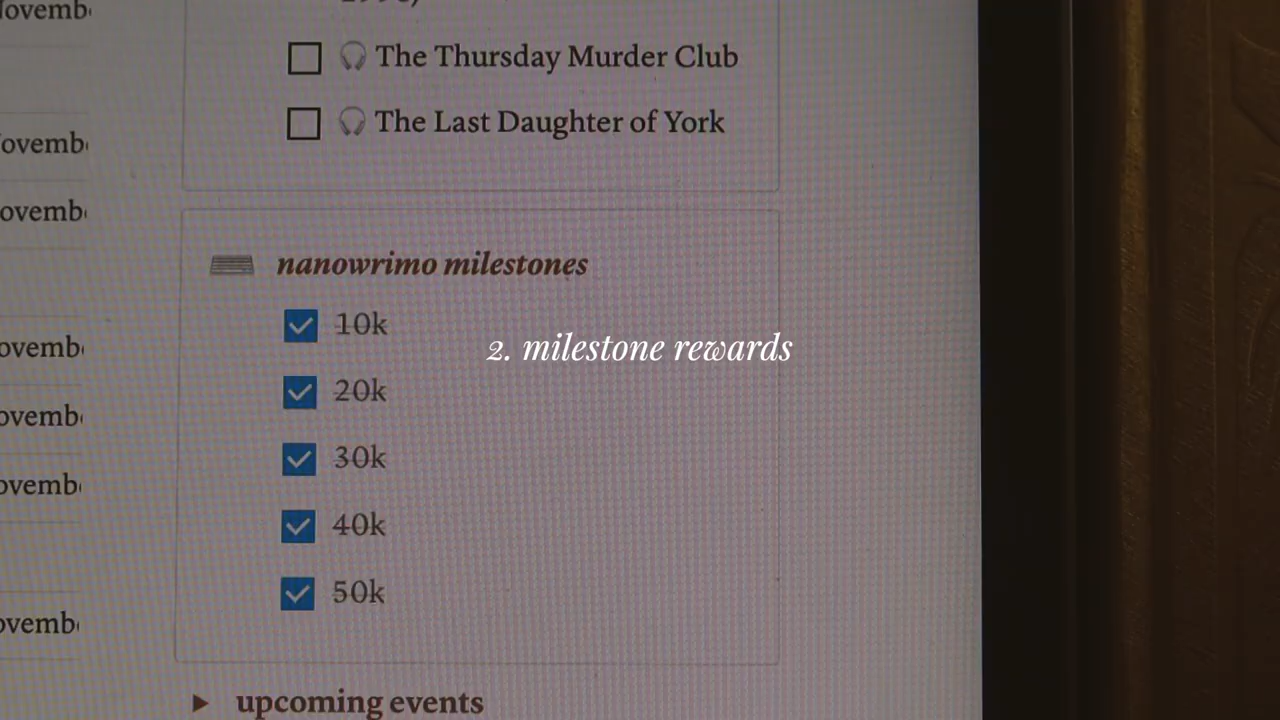 The Thursday Murder Club
The Last Daughter of York
nanowrimo milestones
10k
2. milestone rewards
20k
30k
40k
50k
upcoming events